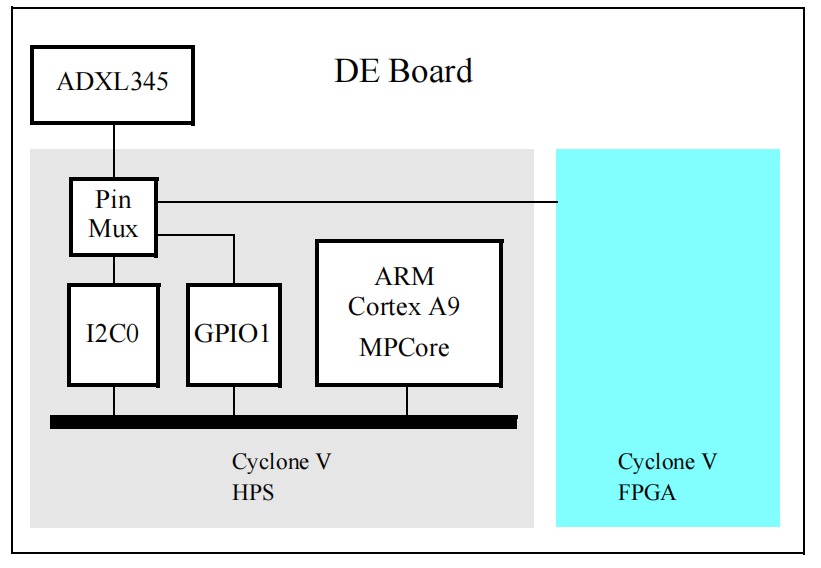 ADXL345
DE Board
Pin
Mux
ARM
Cortex A9
MPCore
I2C0
GPIO1
Cyclone V
HPS
Cyclone V
FPGA